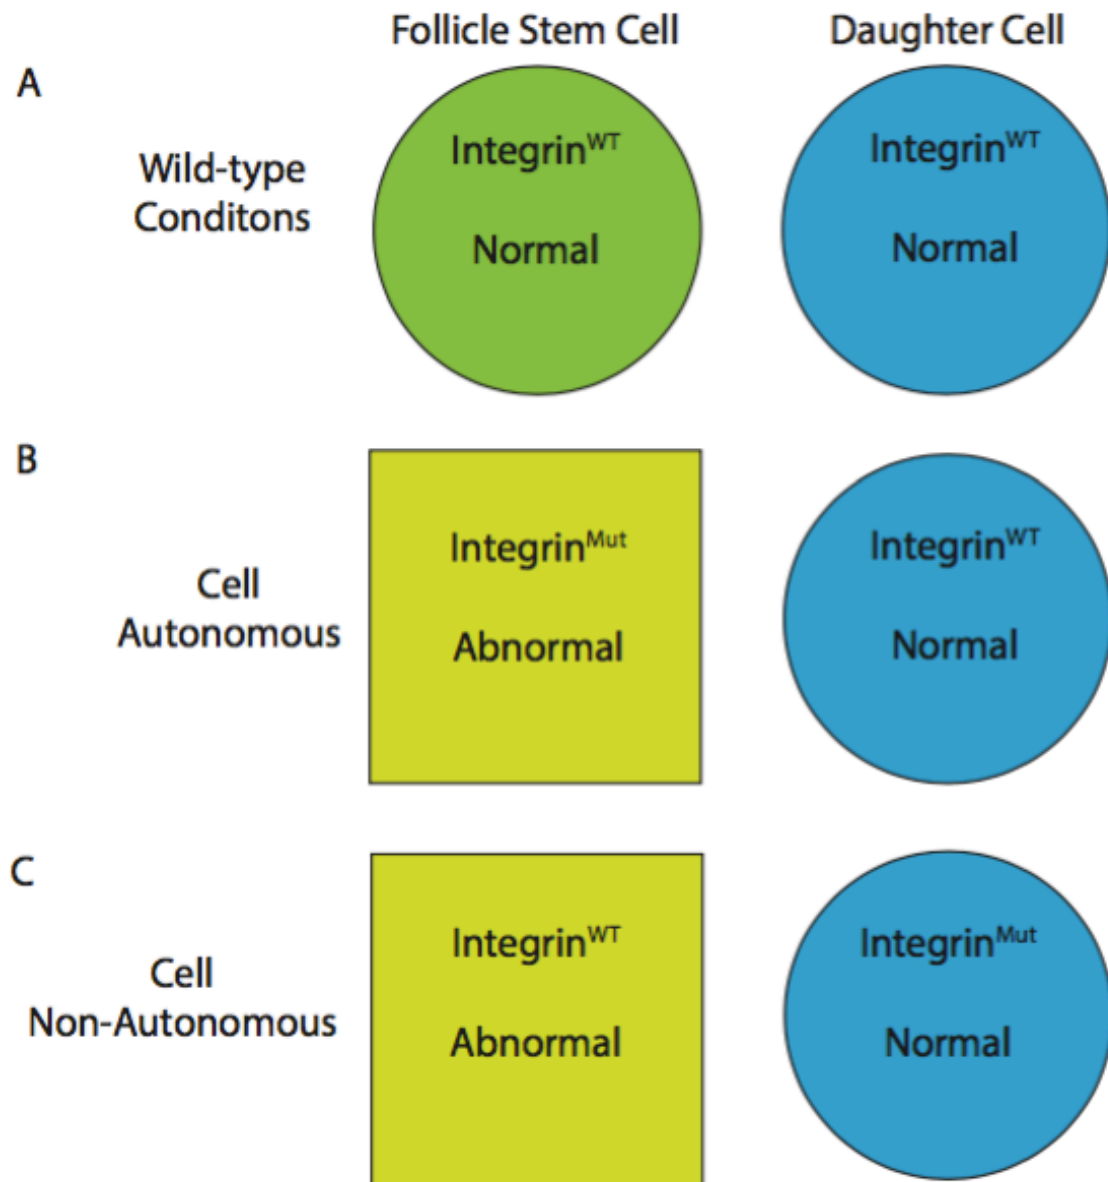 Follicle Stem Cell
Daughter Cell
A
Wild-type
Conditons
Integrin^WT
Normal
Integrin^WT
Normal
B
Cell
Autonomous
Integrin^Mut
Abnormal
Integrin^WT
Normal
C
Cell
Non-Autonomous
Integrin^WT
Abnormal
Integrin^Mut
Normal